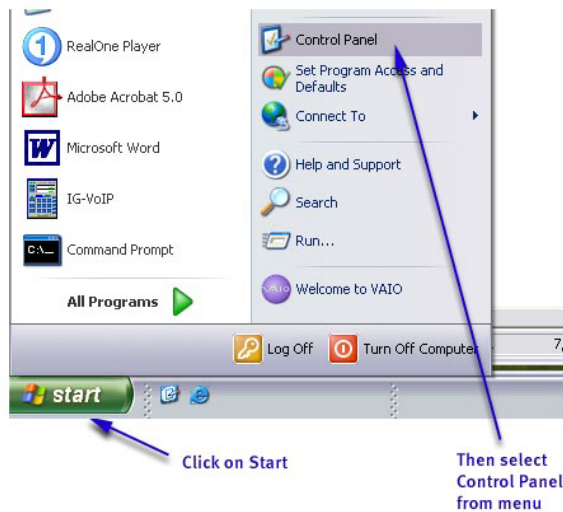 RealOne Player
Adobe Acrobat 5.0
Microsoft Word
IG-VoIP
C:\_
Command Prompt
All Programs
Control Panel
Set Program Access and
Defaults
Connect To
Help and Support
Search
Run...
VAIO
Welcome to VAIO
Log Off
Turn Off Computer
7,
start
Click on Start
Then select
Control Panel
from menu